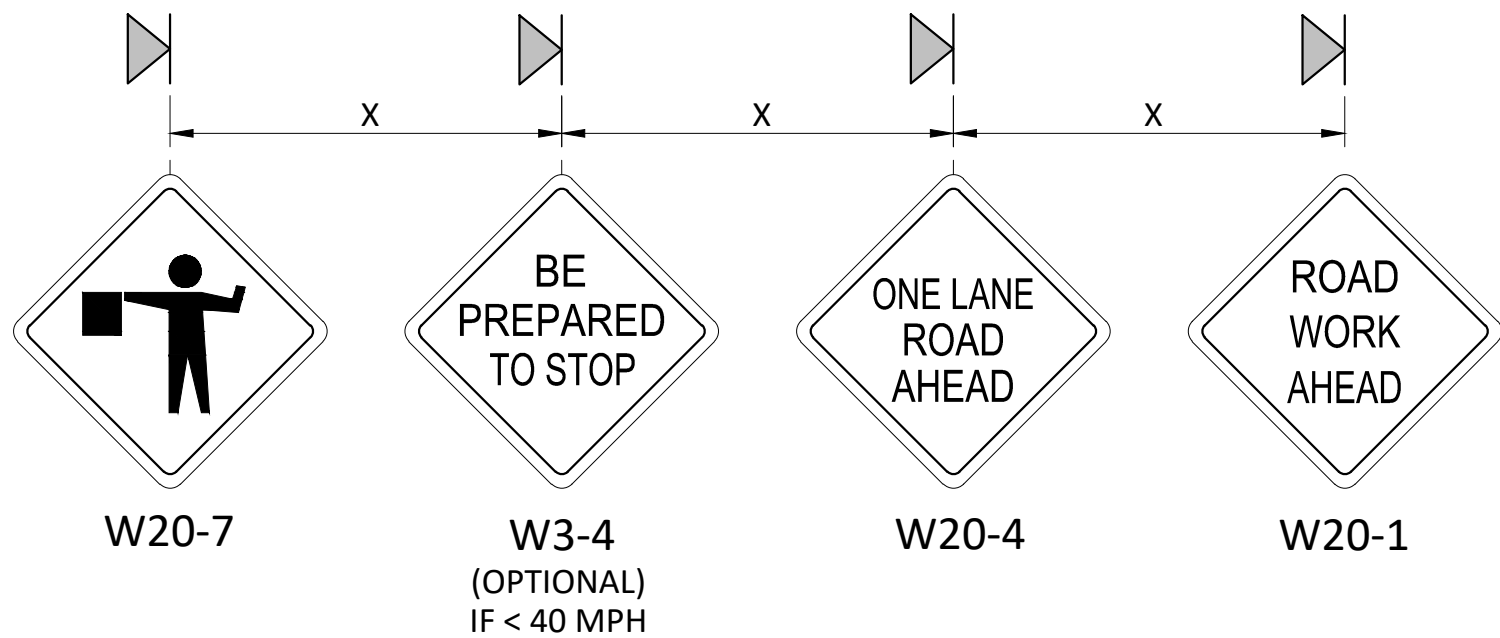 X
X
X
BE
PREPARED
TO STOP
ONE LANE
ROAD
AHEAD
ROAD
WORK
AHEAD
W20-7
W3-4
(OPTIONAL)
IF < 40 MPH
W20-4
W20-1